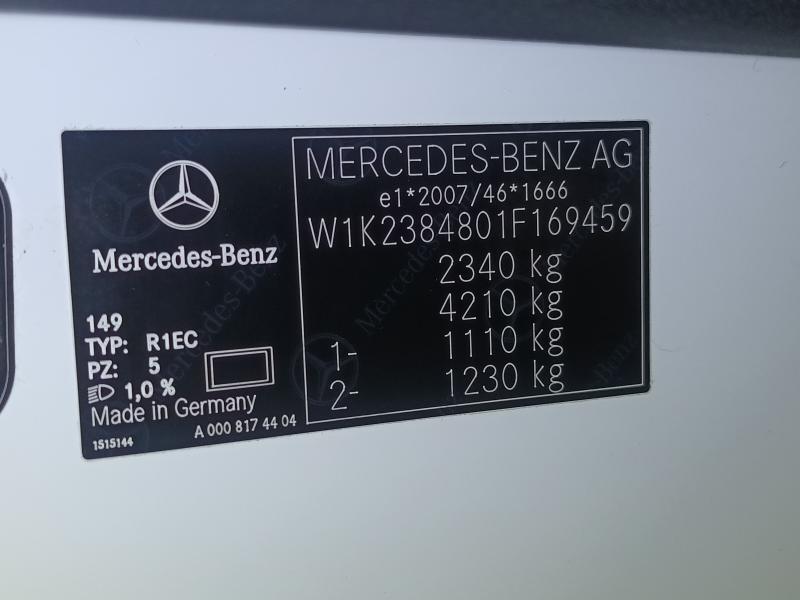 Mercedes-Benz
149
TYP: R1EC
PZ: 5
1,0 %
Made in Germany
1S15144
A 000 817 44 04
MERCEDES-BENZ AG
e1*2007/46*1666
W1K2384801F169459
2340 kg
4210 kg
1- 1110 kg
2- 1230 kg